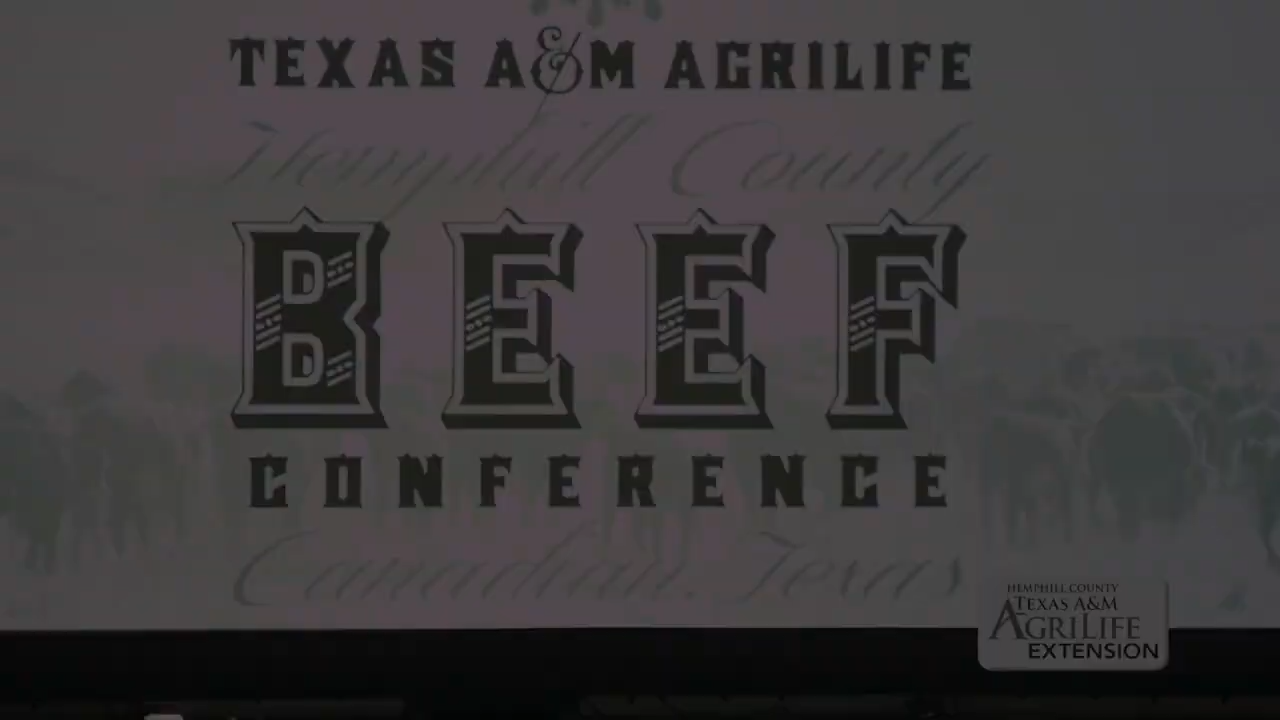 TEXAS A&M AGRILIFE
Hemphill County
BEEF
CONFERENCE
Canadian, Texas
HEMPHILL COUNTY
TEXAS A&M
AGRILIFE
EXTENSION